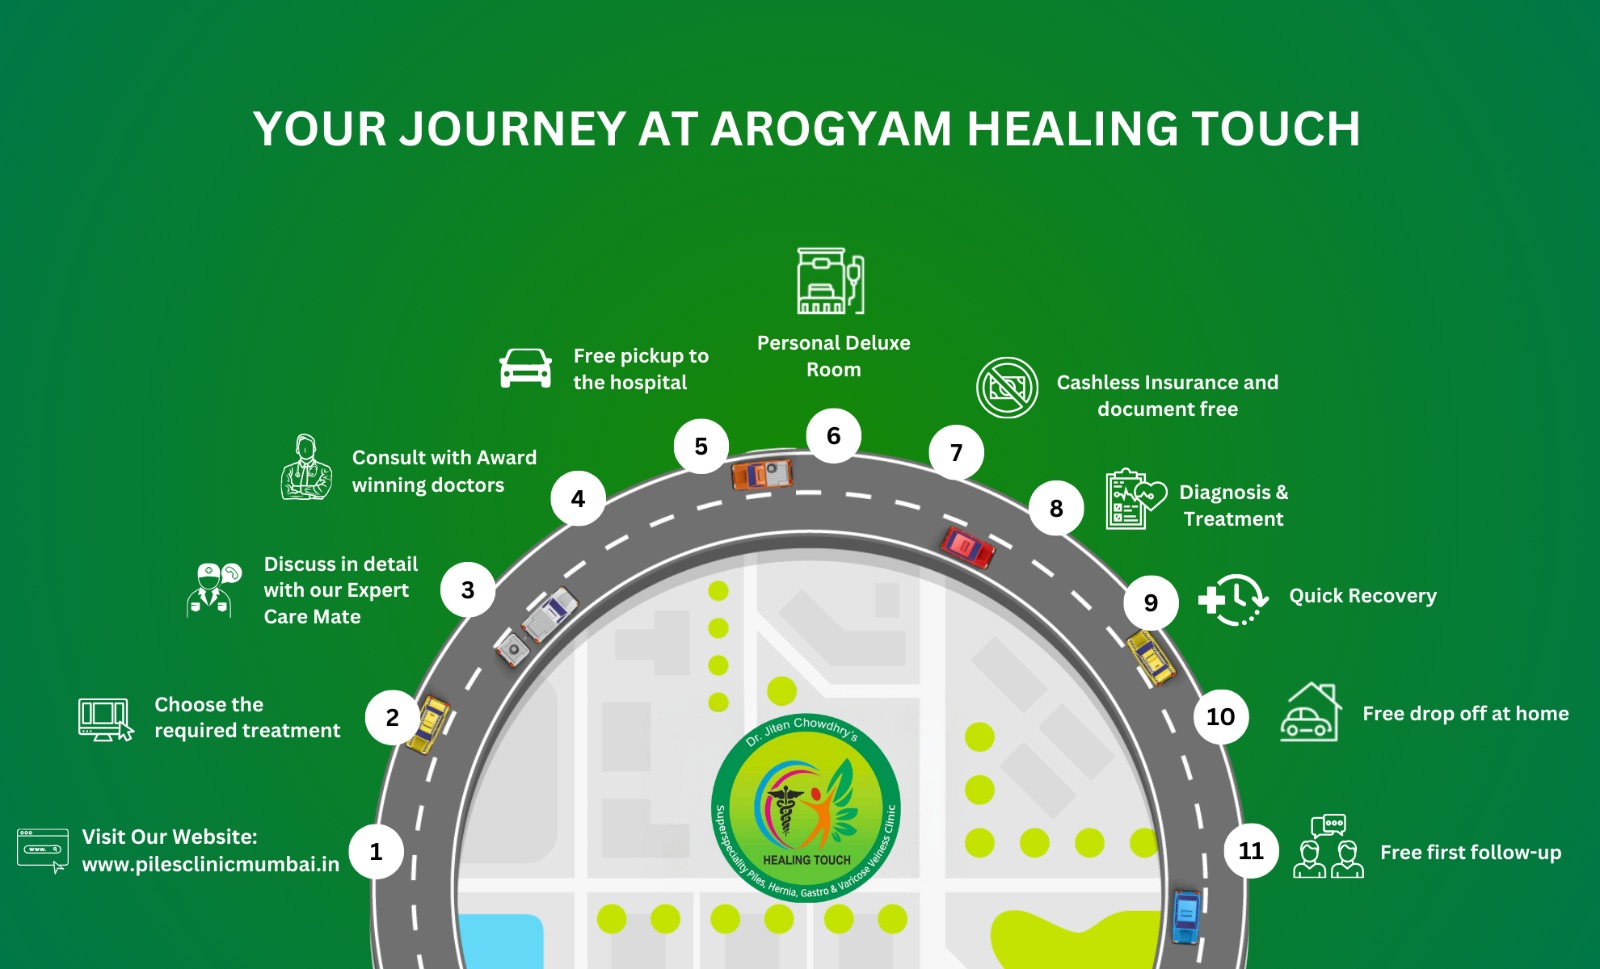 YOUR JOURNEY AT AROGYAM HEALING TOUCH
1
Visit Our Website:
www.pilesclinicmumbai.in
www.
2
Choose the
required treatment
3
Discuss in detail
with our Expert
Care Mate
4
Consult with Award
winning doctors
5
Free pickup to
the hospital
6
Personal Deluxe
Room
7
Cashless Insurance and
document free
8
Diagnosis &
Treatment
9
Quick Recovery
10
Free drop off at home
11
Free first follow-up
Dr. Jiten Chowdhry's
HEALING TOUCH
Superspeciality Piles, Hernia, Gastro & Varicose Veiness Clinic